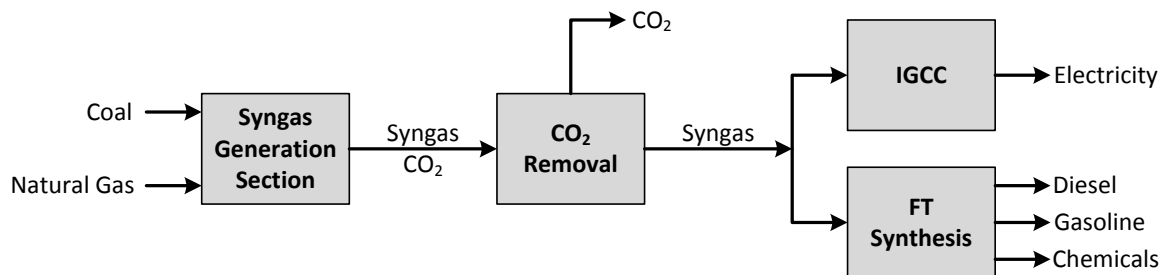 Coal
Natural Gas
Syngas
Generation
Section
Syngas
CO₂
CO₂
Removal
CO₂
Syngas
IGCC
Electricity
FT
Synthesis
Diesel
Gasoline
Chemicals